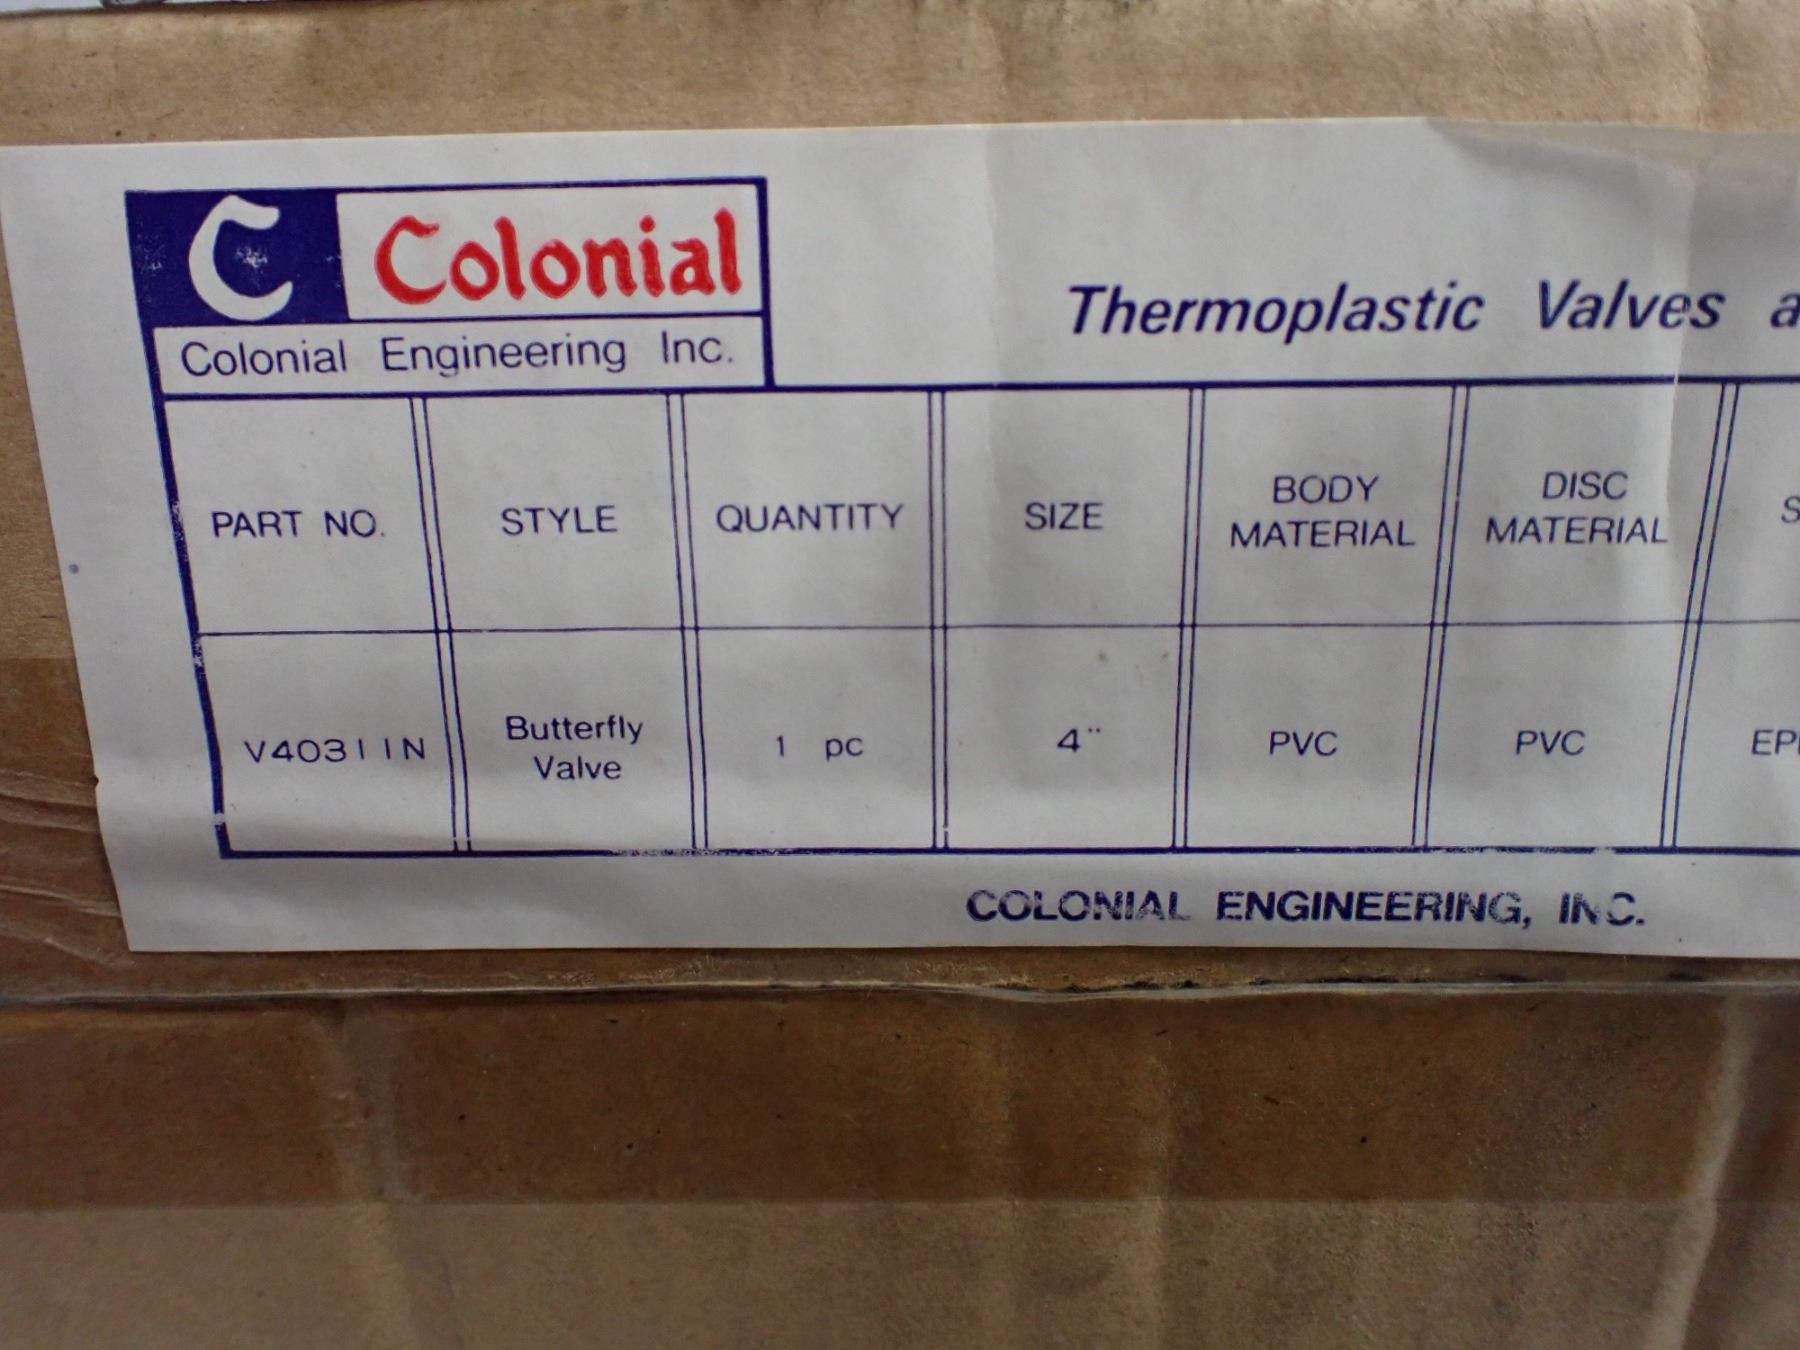 C Colonial
Colonial Engineering Inc.
Thermoplastic Valves a
PART NO.
STYLE
QUANTITY
SIZE
BODY
MATERIAL
DISC
MATERIAL
S
V40311N
Butterfly
Valve
1 pc
4"
PVC
PVC
EP
COLONIAL ENGINEERING, INC.